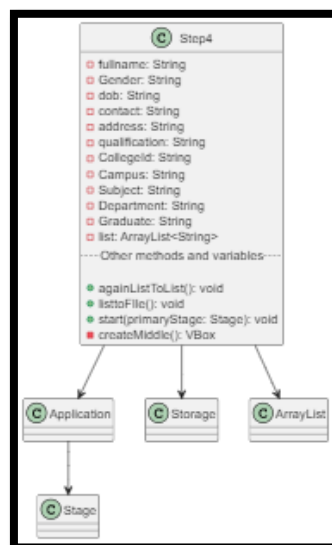 C Step4
fullname: String
Gender: String
dob: String
contact: String
address: String
qualification: String
CollegeId: String
Campus: String
Subject: String
Department: String
Graduate: String
list: ArrayList<String>
Other methods and variables
againListToList(): void
listtoFIle(): void
start(primaryStage: Stage): void
createMiddle(): VBox
C Application C Storage C ArrayList
C Stage